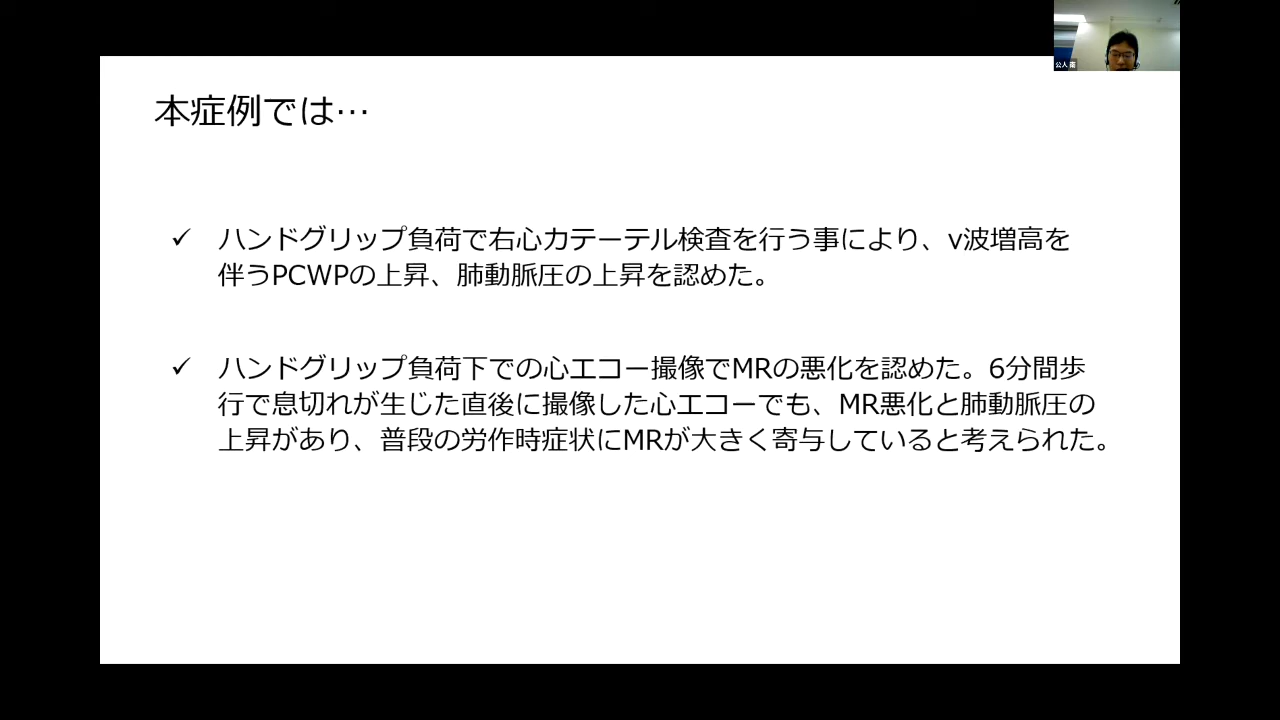 本症例では…
✓ ハンドグリップ負荷で右心カテーテル検査を行う事により、v波増高を
伴うPCWPの上昇、肺動脈圧の上昇を認めた。
✓ ハンドグリップ負荷下での心エコー撮像でMRの悪化を認めた。6分間歩
行で息切れが生じた直後に撮像した心エコーでも、MR悪化と肺動脈圧の
上昇があり、普段の労作時症状にMRが大きく寄与していると考えられた。